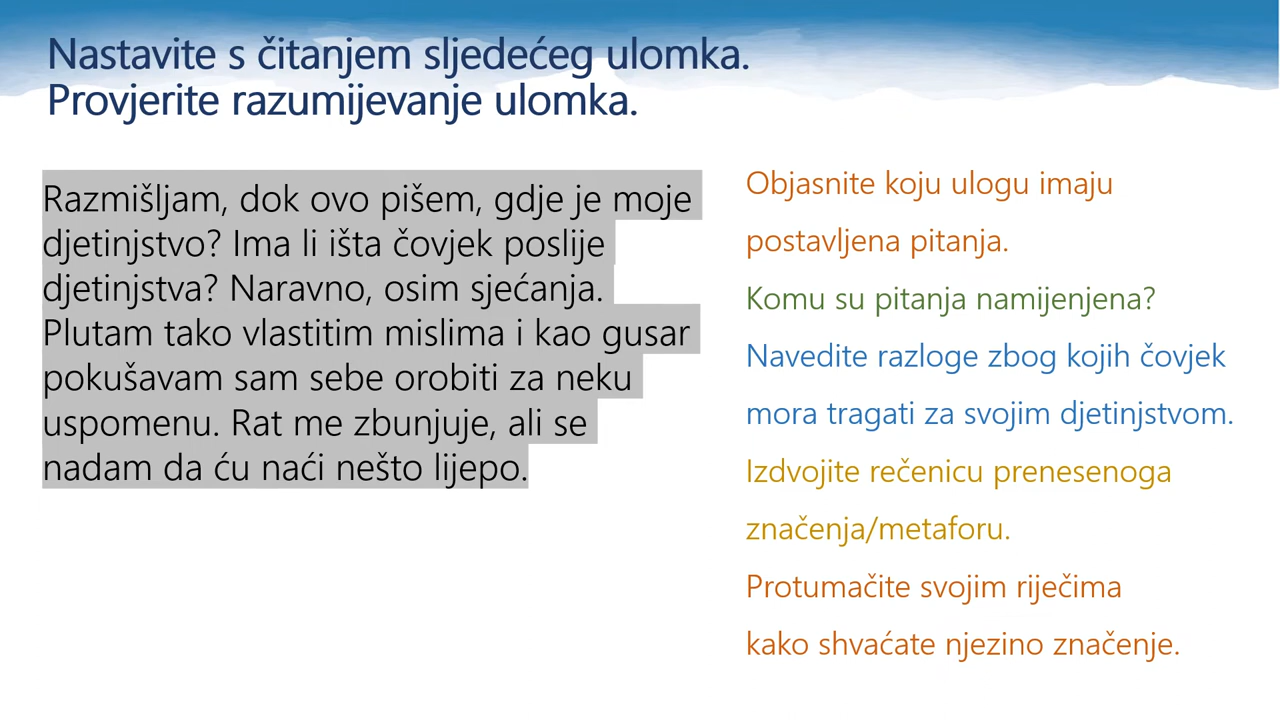 Nastavite s čitanjem sljedećeg ulomka.
Provjerite razumijevanje ulomka.
Razmišljam, dok ovo pišem, gdje je moje
djetinjstvo? Ima li išta čovjek poslije
djetinjstva? Naravno, osim sjećanja.
Plutam tako vlastitim mislima i kao gusar
pokušavam sam sebe orobiti za neku
uspomenu. Rat me zbunjuje, ali se
nadam da ću naći nešto lijepo.
Objasnite koju ulogu imaju
postavljena pitanja.
Komu su pitanja namijenjena?
Navedite razloge zbog kojih čovjek
mora tragati za svojim djetinjstvom.
Izdvojite rečenicu prenesenoga
značenja/metaforu.
Protumačite svojim riječima
kako shvaćate njezino značenje.